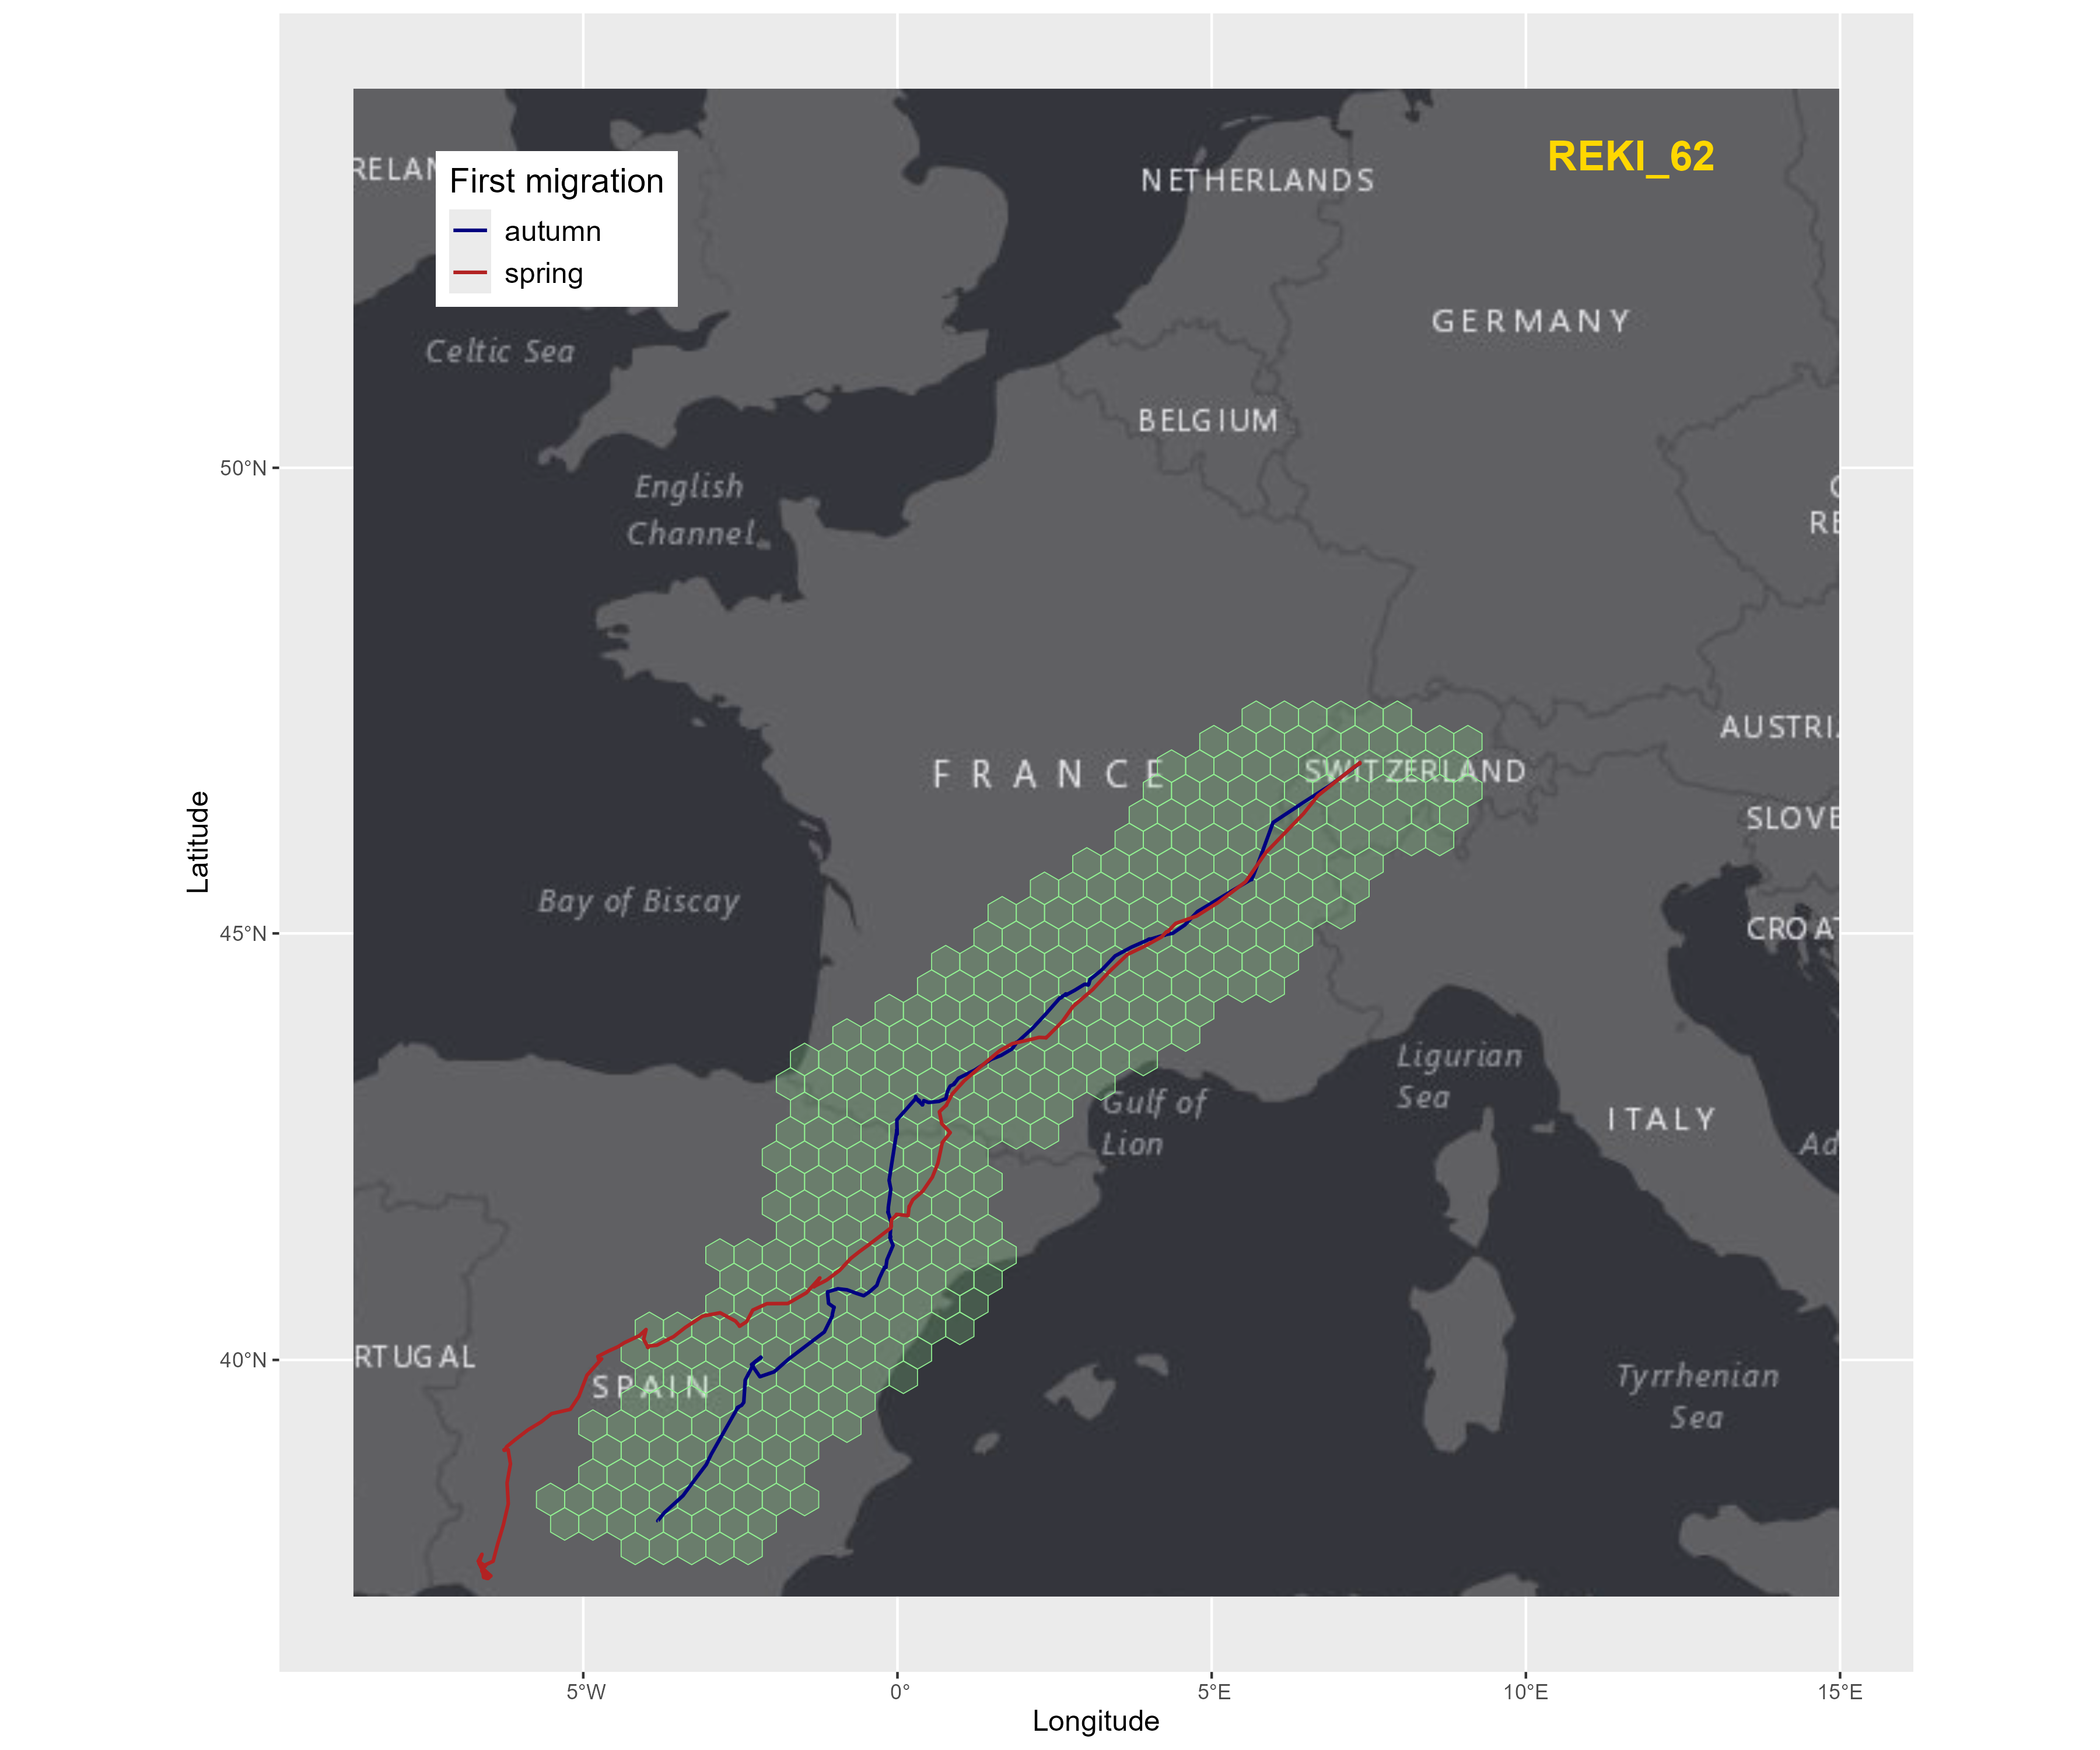 REKI_62
RELAN
First migration
autumn
spring
NETHERLANDS
GERMANY
Celtic Sea
BELGIUM
English
Channel
C
RE
50°N
FRANCE
SWITZERLAND
AUSTRI
SLOVE
Bay of Biscay
CROAT
45°N
Latitude
Gulf of
Lion
Ligurian
Sea
ITALY
Ad
RTUGAL
SPAIN
40°N
Tyrrhenian
Sea
5°W
0°
5°E
10°E
15°E
Longitude